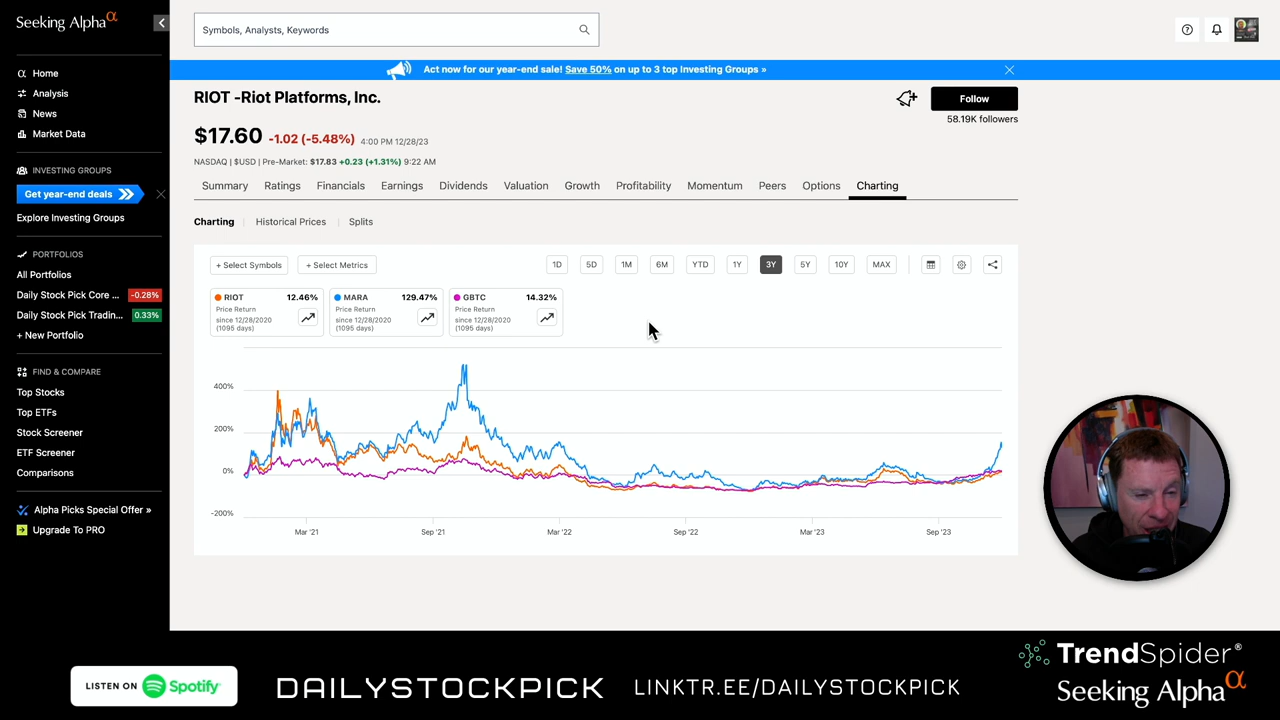 Seeking Alpha α
Symbols, Analysts, Keywords
Act now for our year-end sale! Save 50% on up to 3 top Investing Groups »
Home
Analysis
News
Market Data
INVESTING GROUPS
Get year-end deals
Explore Investing Groups
PORTFOLIOS
All Portfolios
Daily Stock Pick Core ... -0.28%
Daily Stock Pick Tradin... 0.33%
+ New Portfolio
FIND & COMPARE
Top Stocks
Top ETFs
Stock Screener
ETF Screener
Comparisons
Alpha Picks Special Offer »
Upgrade To PRO
RIOT -Riot Platforms, Inc.
Follow
58.19K followers
$17.60 -1.02 (-5.48%) 4:00 PM 12/28/23
NASDAQ | $USD | Pre-Market: $17.83 +0.23 (+1.31%) 9:22 AM
Summary Ratings Financials Earnings Dividends Valuation Growth Profitability Momentum Peers Options Charting
Charting Historical Prices Splits
+ Select Symbols + Select Metrics 1D 5D 1M 6M YTD 1Y 3Y 5Y 10Y MAX
RIOT 12.46%
Price Return
since 12/28/2020
(1095 days)
MARA 129.47%
Price Return
since 12/28/2020
(1095 days)
GBTC 14.32%
Price Return
since 12/28/2020
(1095 days)
400%
200%
0%
-200%
Mar '21 Sep '21 Mar '22 Sep '22 Mar '23 Sep '23
LISTEN ON Spotify
DAILYSTOCKPICK
LINKTR.EE/DAILYSTOCKPICK
TrendSpider®
Seeking Alpha α